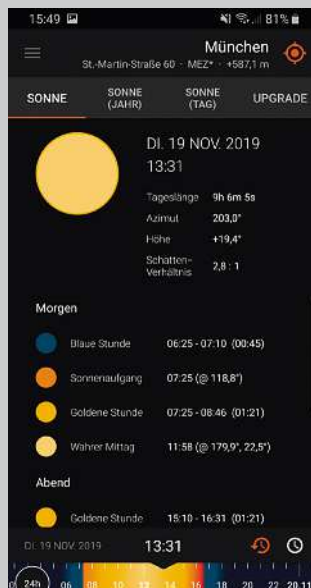 15:49 81%
München
St.-Martin-Straße 60 · MEZ* · +587,1 m
SONNE SONNE (JAHR) SONNE (TAG) UPGRADE
DI. 19 NOV. 2019
13:31
Tageslänge 9h 6m 5s
Azimut 203,0°
Höhe +19,4°
Schatten-Verhältnis 2,8 : 1
Morgen
Blaue Stunde 06:25 - 07:10 (00:45)
Sonnenaufgang 07:25 (@ 118,8°)
Goldene Stunde 07:25 - 08:46 (01:21)
Wahrer Mittag 11:58 (@ 179,9°, 22,5°)
Abend
Goldene Stunde 15:10 - 16:31 (01:21)
DI. 19 NOV. 2019 13:31
24h 06 08 10 12 14 16 18 20 22 20.11